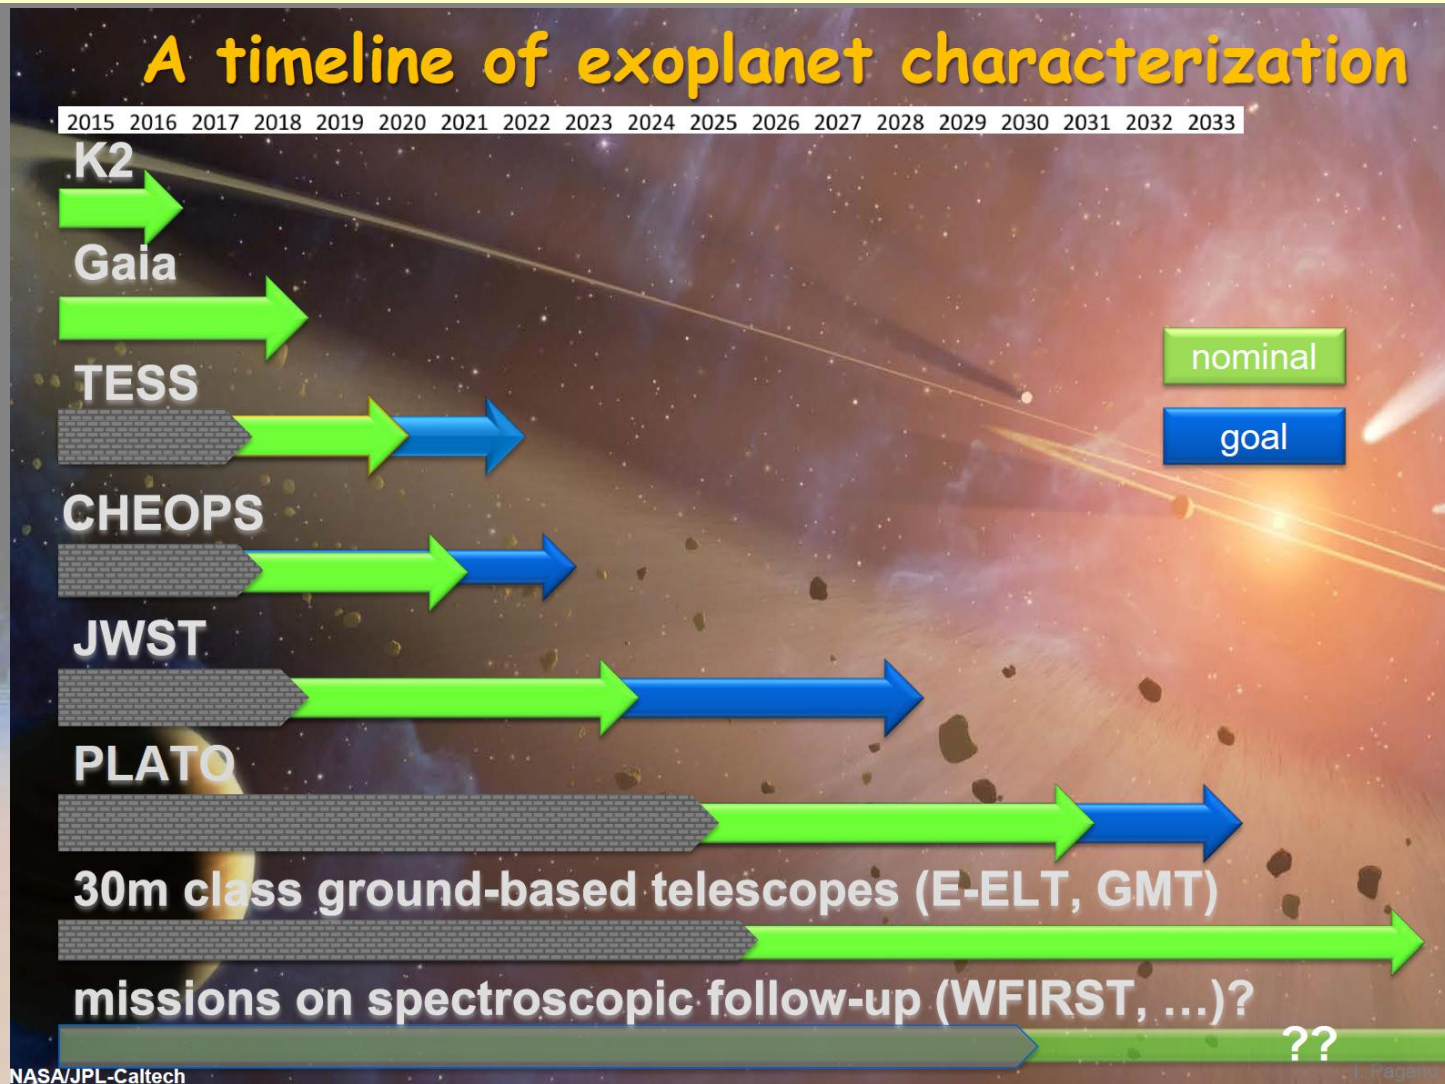 A timeline of exoplanet characterization
2015 2016 2017 2018 2019 2020 2021 2022 2023 2024 2025 2026 2027 2028 2029 2030 2031 2032 2033
K2
Gaia
nominal
TESS
goal
CHEOPS
JWST
PLATO
30m class ground-based telescopes (E-ELT, GMT)
missions on spectroscopic follow-up (WFIRST, ...)?
??
NASA/JPL-Caltech
I. Pagano